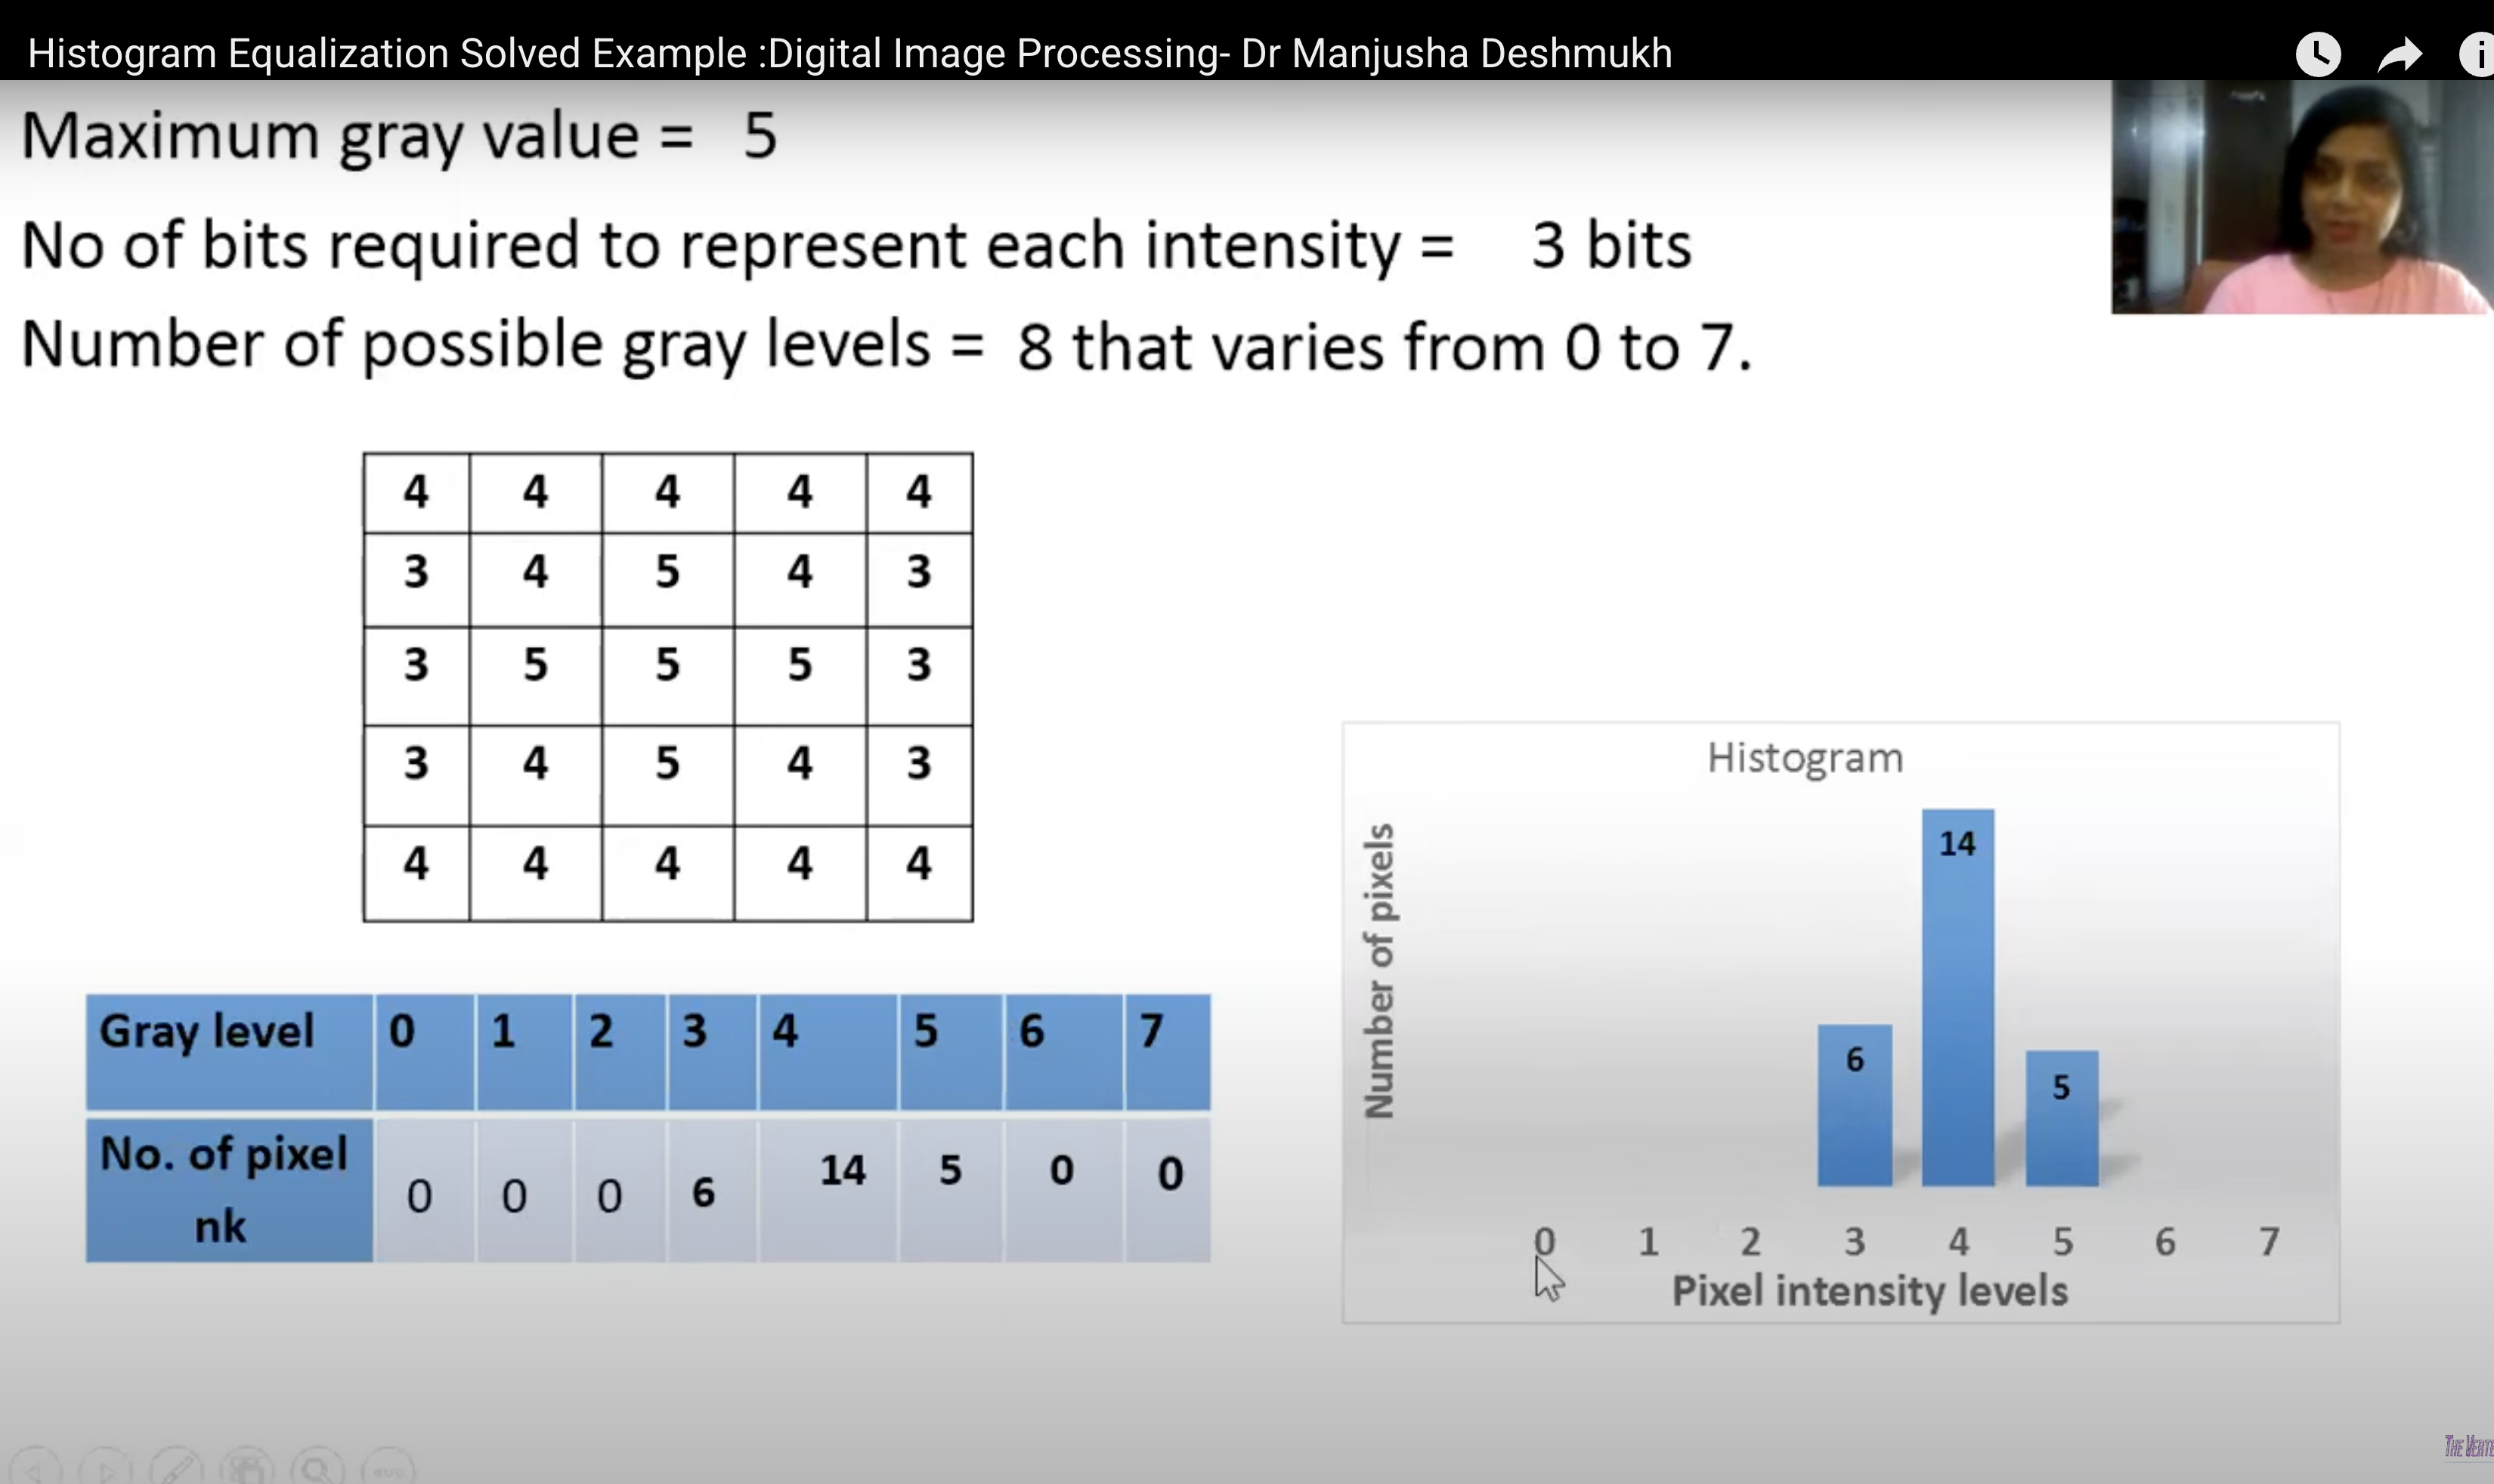 Histogram Equalization Solved Example :Digital Image Processing- Dr Manjusha Deshmukh
Maximum gray value = 5
No of bits required to represent each intensity = 3 bits
Number of possible gray levels = 8 that varies from 0 to 7.
4 4 4 4 4
3 4 5 4 3
3 5 5 5 3
3 4 5 4 3
4 4 4 4 4
Gray level 0 1 2 3 4 5 6 7
No. of pixel
nk 0 0 0 6 14 5 0 0
Histogram
Number of pixels
14
6
5
0 1 2 3 4 5 6 7
Pixel intensity levels
THE